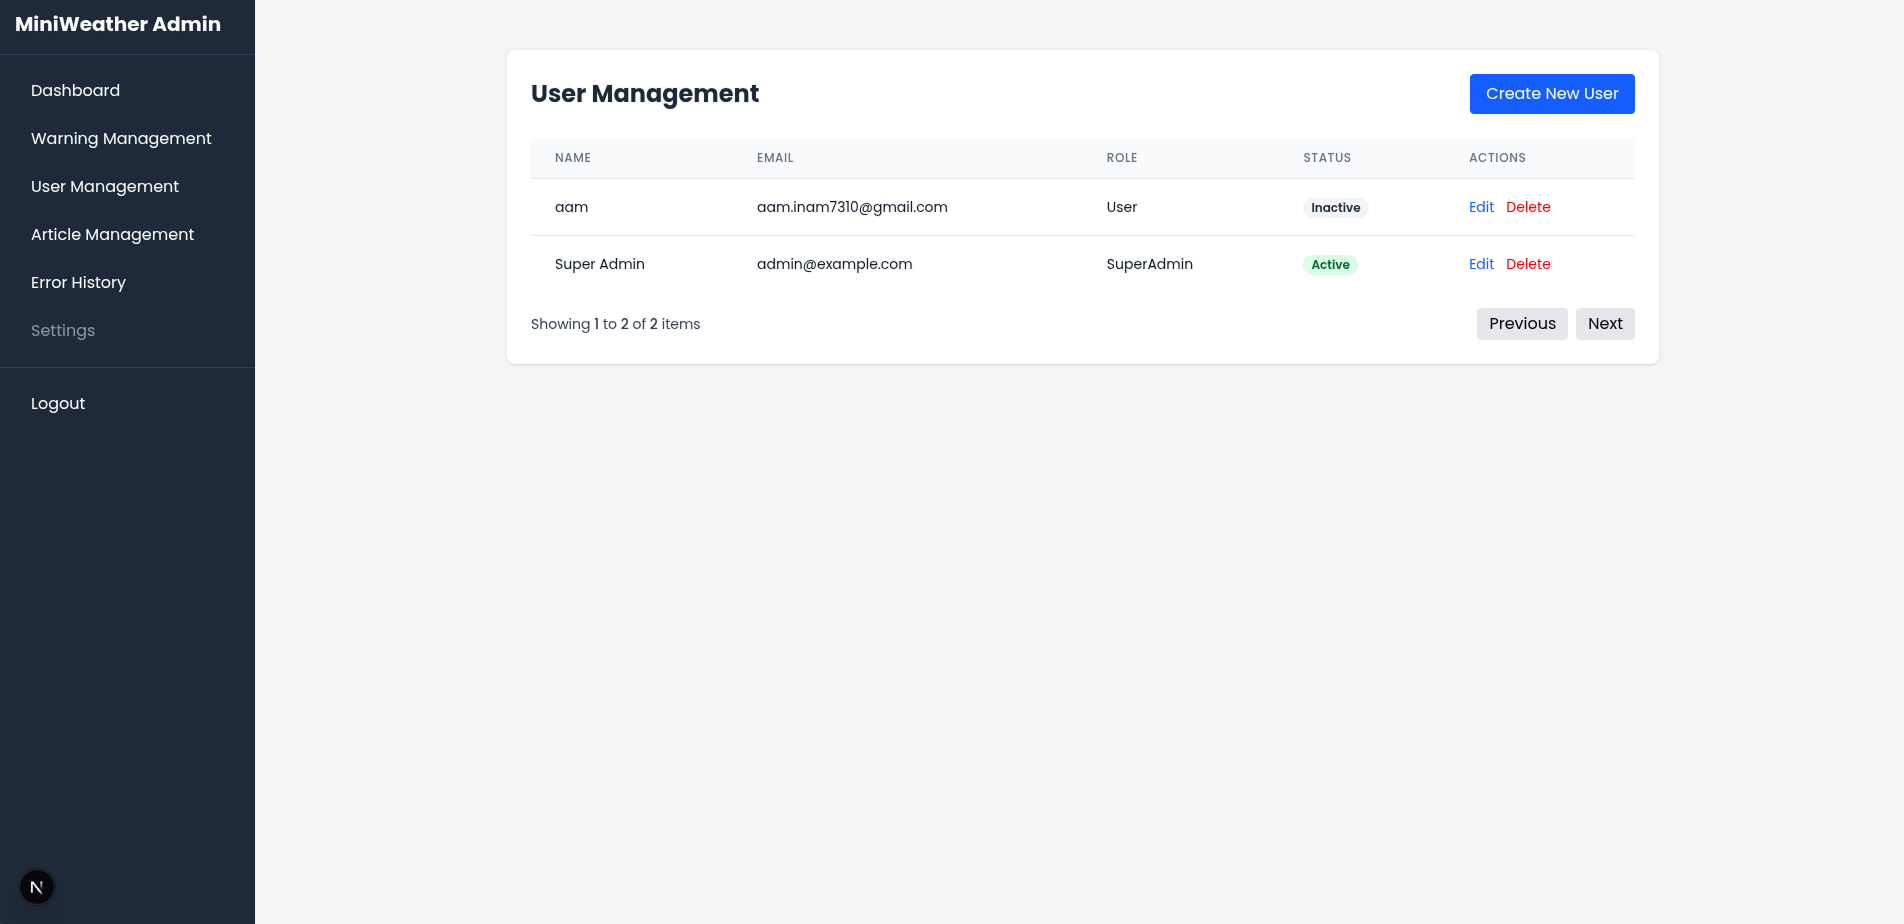 MiniWeather Admin
Dashboard
Warning Management
User Management
Article Management
Error History
Settings
Logout
N
User Management
Create New User
NAME EMAIL ROLE STATUS ACTIONS
aam aam.inam7310@gmail.com User Inactive Edit Delete
Super Admin admin@example.com SuperAdmin Active Edit Delete
Showing 1 to 2 of 2 items
Previous Next